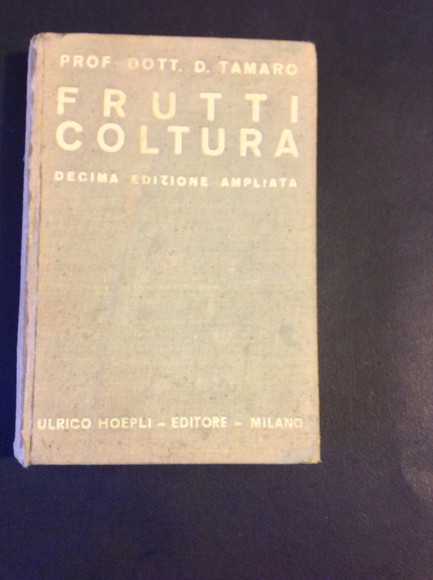 PROF. DOTT. D. TAMARO
FRUTTI
COLTURA
DECIMA EDIZIONE AMPLIATA
ULRICO HOEPLI - EDITORE - MILANO